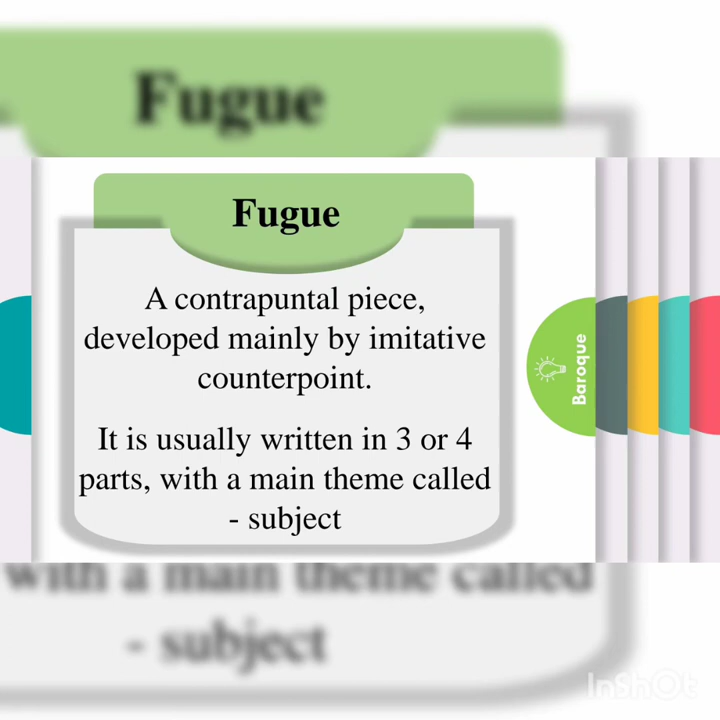 Fugue
Fugue
A contrapuntal piece,
developed mainly by imitative
counterpoint.
It is usually written in 3 or 4
parts, with a main theme called
- subject
Baroque
with a main theme called
- subject
InShOt